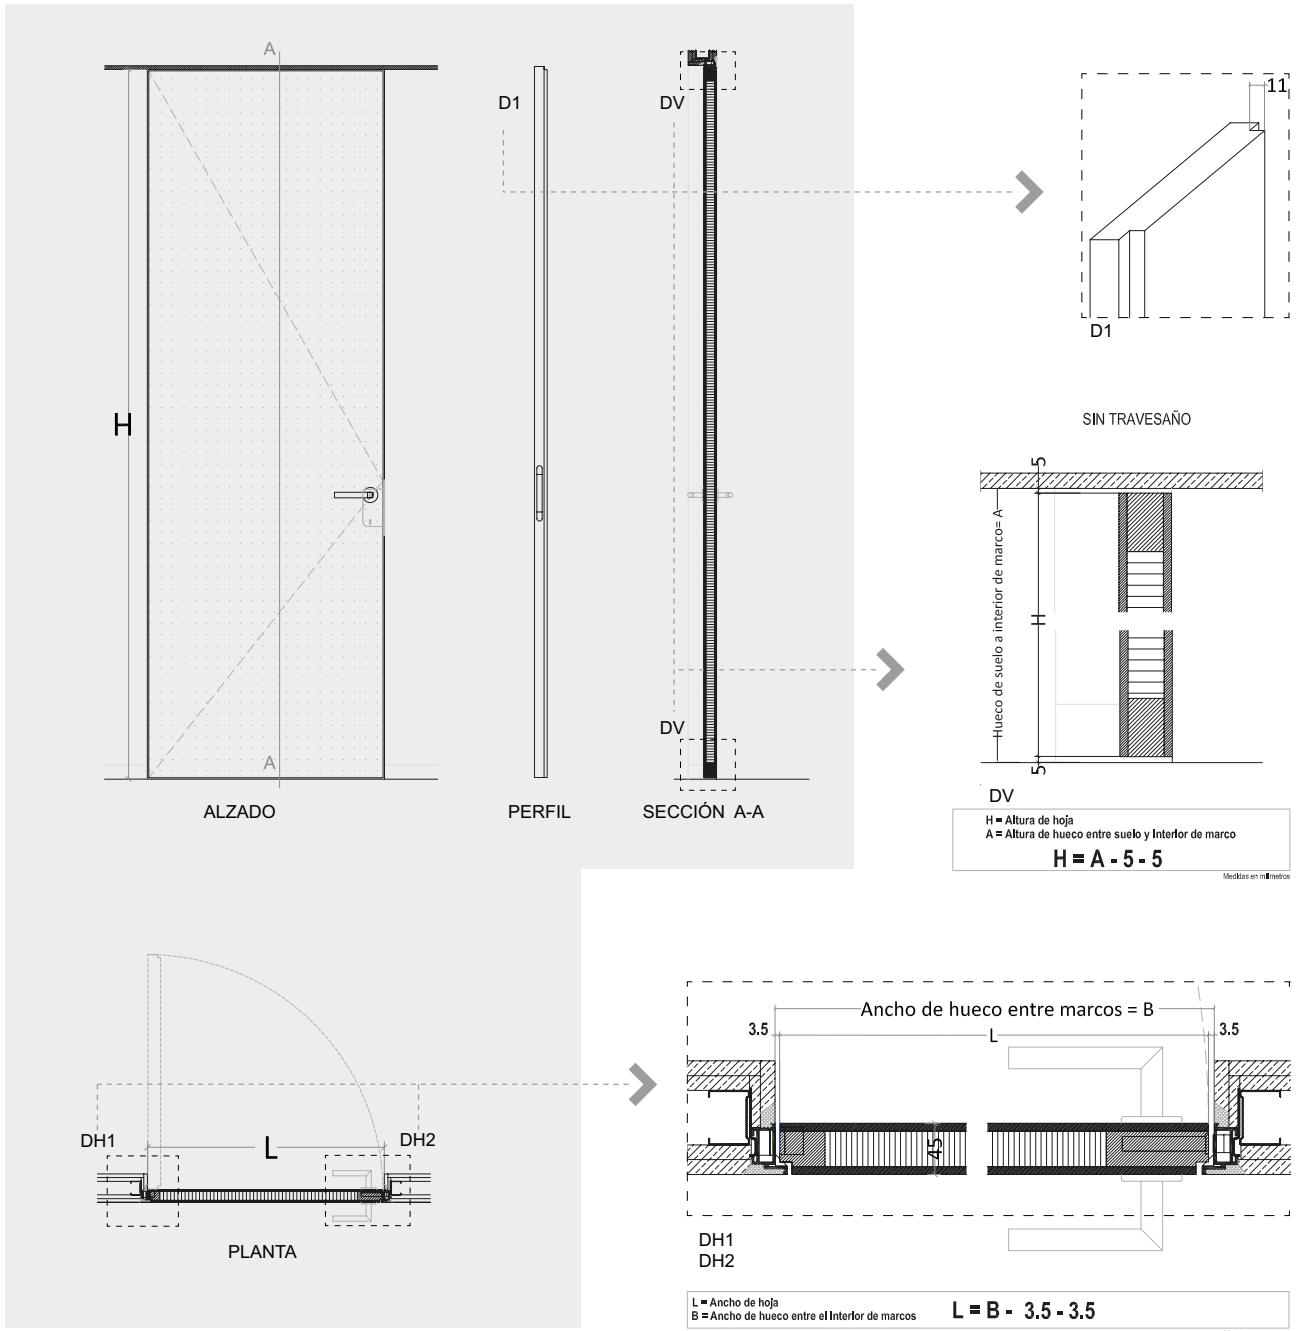 A
D1
DV
11
H
D1
SIN TRAVESAÑO
5
Hueco de suelo a interior de marco= A
H
A
DV
5
DV
ALZADO
PERFIL
SECCIÓN A-A
H = Altura de hoja
A = Altura de hueco entre suelo y Interior de marco
H = A - 5 - 5
Medidas en milímetros
Ancho de hueco entre marcos = B
3.5
L
3.5
DH1
L
DH2
45
PLANTA
DH1
DH2
L = Ancho de hoja
B = Ancho de hueco entre el Interior de marcos
L = B - 3.5 - 3.5